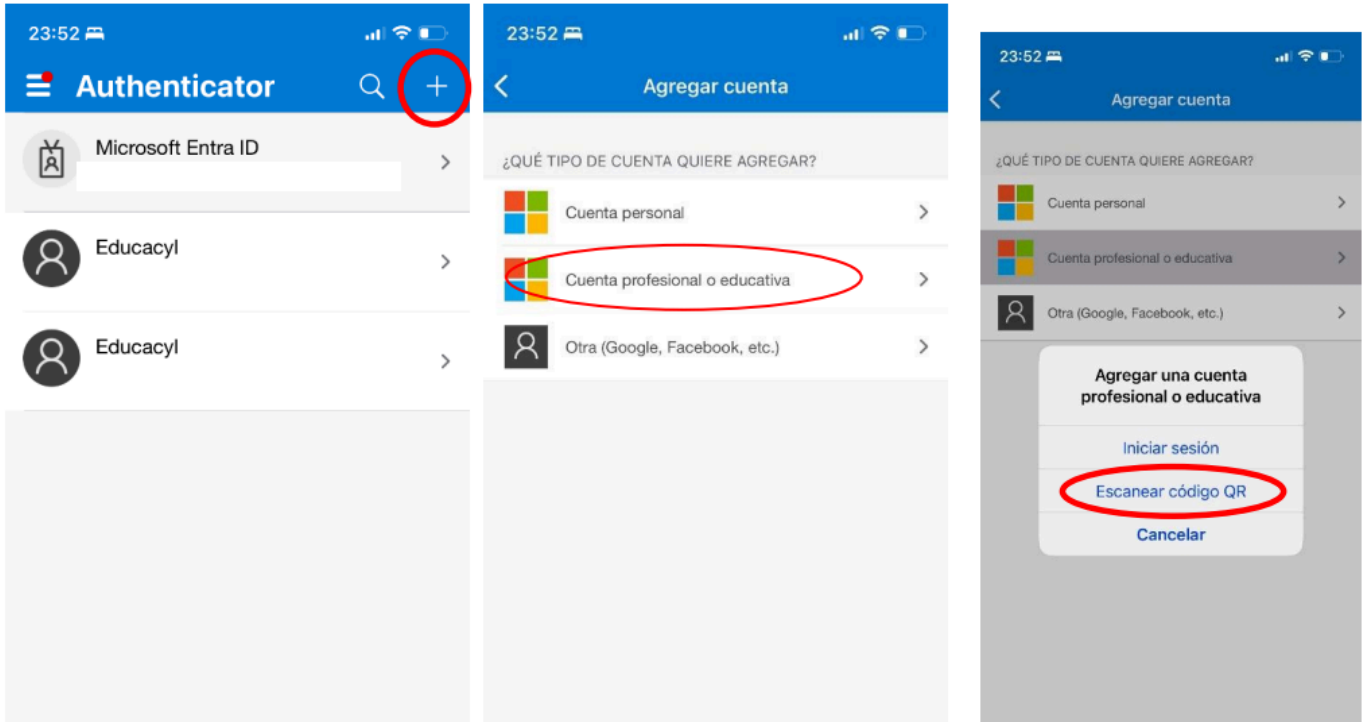 23:52
Authenticator
Microsoft Entra ID
Educacyl
Educacyl
23:52
Agregar cuenta
¿QUÉ TIPO DE CUENTA QUIERE AGREGAR?
Cuenta personal
Cuenta profesional o educativa
Otra (Google, Facebook, etc.)
23:52
Agregar cuenta
¿QUÉ TIPO DE CUENTA QUIERE AGREGAR?
Cuenta personal
Cuenta profesional o educativa
Otra (Google, Facebook, etc.)
Agregar una cuenta
profesional o educativa
Iniciar sesión
Escanear código QR
Cancelar